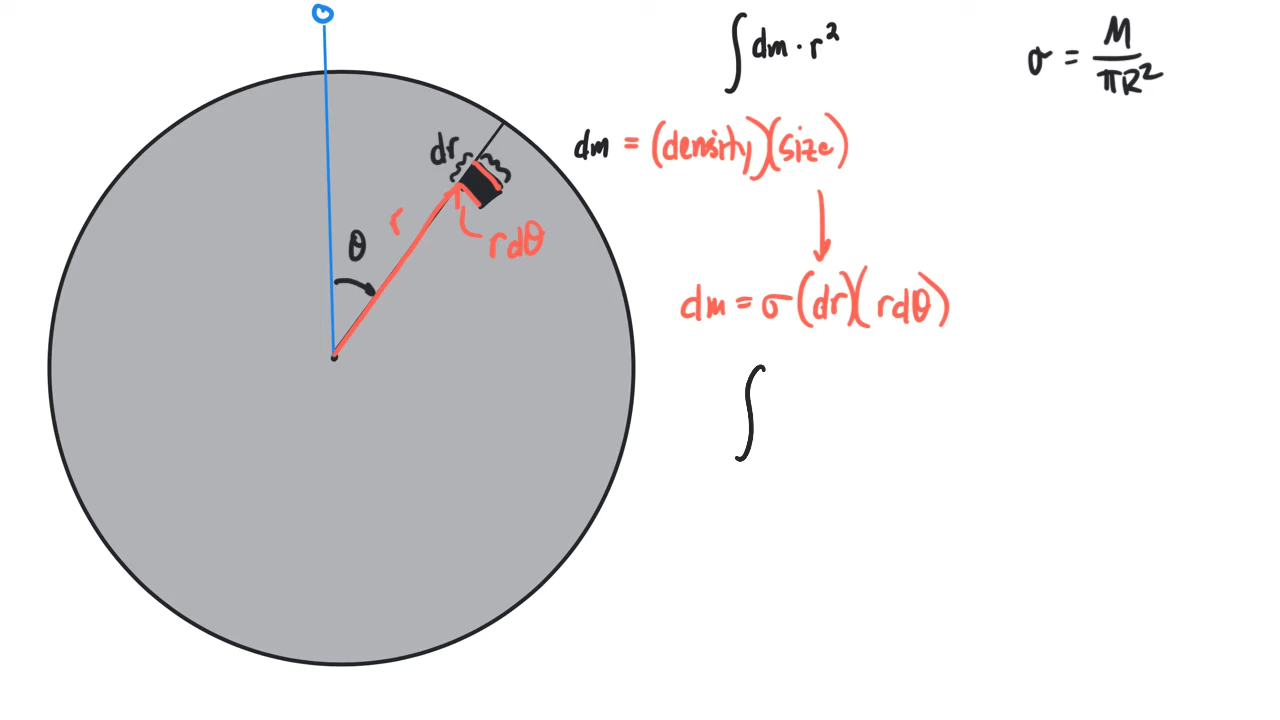 ∫ dm · r²
σ = M / πR²
dm = (density)(size)
dr
r
θ
rdθ
dm = σ(dr)(rdθ)
∫